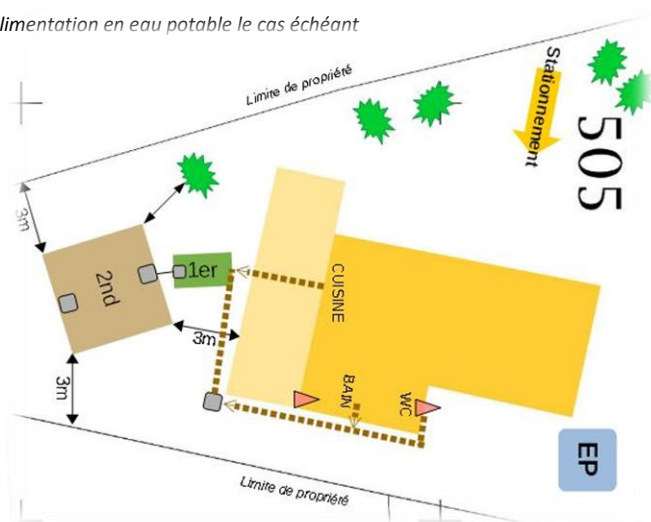 limentation en eau potable le cas échéant
Limite de propriété
Stationnement
505
3m
2nd
1er
CUISINE
3m
3m
BAIN
WC
EP
Limite de propriété